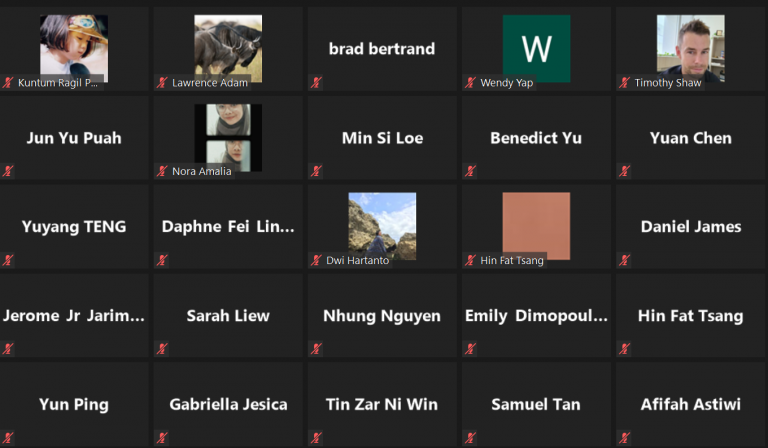 Kuntum Ragil P...
Lawrence Adam
brad bertrand
W
Wendy Yap
Timothy Shaw
Jun Yu Puah
Nora Amalia
Min Si Loe
Benedict Yu
Yuan Chen
Yuyang TENG
Daphne Fei Lin...
Dwi Hartanto
Hin Fat Tsang
Daniel James
Jerome Jr Jarim...
Sarah Liew
Nhung Nguyen
Emily Dimopoul...
Hin Fat Tsang
Yun Ping
Gabriella Jesica
Tin Zar Ni Win
Samuel Tan
Afifah Astiwi